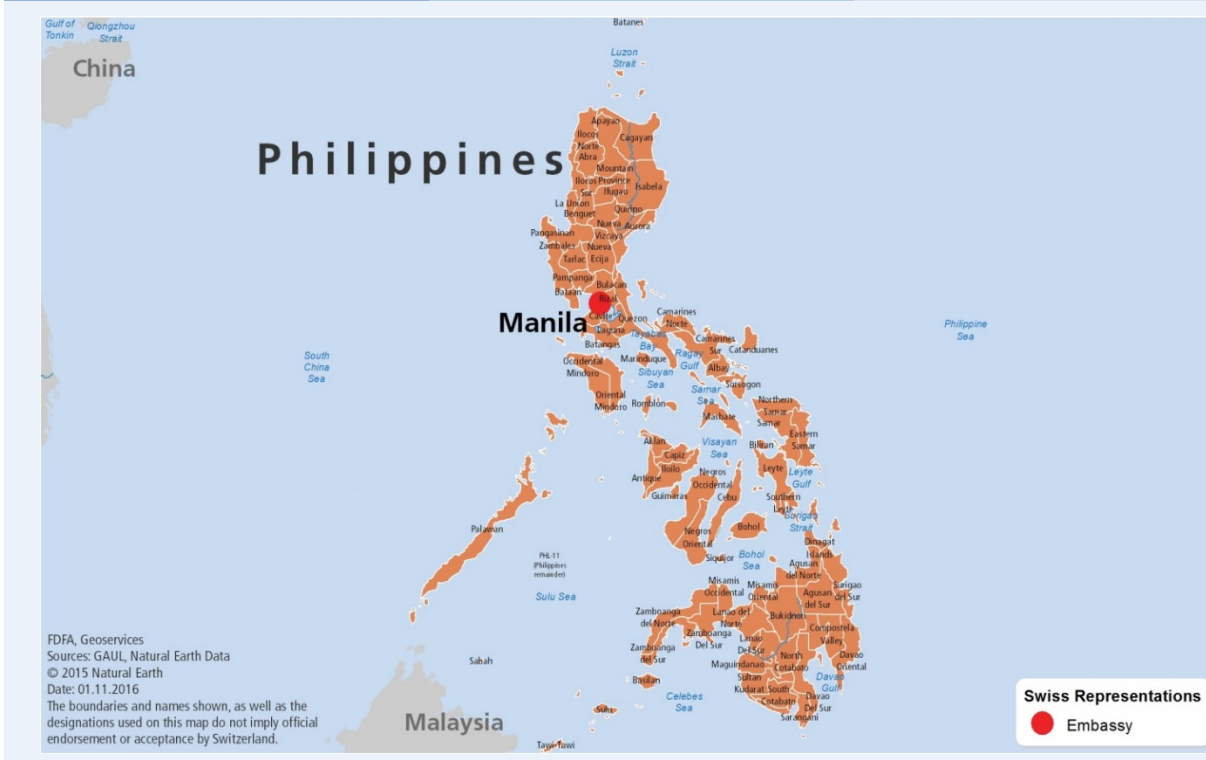 Gulf of
Tonkin
Qiongzhou
Strait
China
Batanes
Luzon
Strait
Philippines
Apayao
Cagayan
Ilocos
Norte
Abra
Mountain
Province
Ilocos
Sur
Ifugau
Isabela
La Union
Benguet
Quirino
Nueva
Vizcaya
Aurora
Pangasinan
Zambales
Nueva
Ecija
Tarlac
Pampanga
Bulacan
Bataan
Rizal
Manila
Cavite
Laguna
Quezon
Batangas
Tayabas
Bay
Camarines
Norte
Camarines
Sur
Catanduanes
Philippine
Sea
South
China
Sea
Occidental
Mindoro
Marinduque
Ragay
Gulf
Albay
Sibuyan
Sea
Sorsogon
Samar
Sea
Oriental
Mindoro
Romblon
Masbate
Northern
Samar
Samar
Eastern
Samar
Aklan
Capiz
Iloilo
Antique
Guimaras
Visayan
Sea
Biliran
Leyte
Leyte
Gulf
Negros
Occidental
Cebu
Southern
Leyte
Surigao
Strait
Palawan
Negros
Oriental
Bohol
Dinagat
Islands
PHL-11
(Philippines
remainder)
Siquijor
Bohol
Sea
Agusan
del Norte
Sulu Sea
Misamis
Occidental
Misamis
Oriental
Agusan
del Sur
Surigao
del Sur
Zamboanga
del Norte
Lanao del
Norte
Bukidnon
Zamboanga
Del Sur
Compostela
Valley
Zamboanga
del Sur
Lanao
Del Sur
North
Cotabato
Davao
Oriental
Maguindanao
Sabah
Basilan
Sultan
Kudarat
South
Cotabato
Davao
Gulf
Davao
Del Sur
Celebes
Sea
Sarangani
Sulu
Malaysia
Tawi-Tawi
FDFA, Geoservices
Sources: GAUL, Natural Earth Data
© 2015 Natural Earth
Date: 01.11.2016
The boundaries and names shown, as well as the
designations used on this map do not imply official
endorsement or acceptance by Switzerland.
Swiss Representations
Embassy